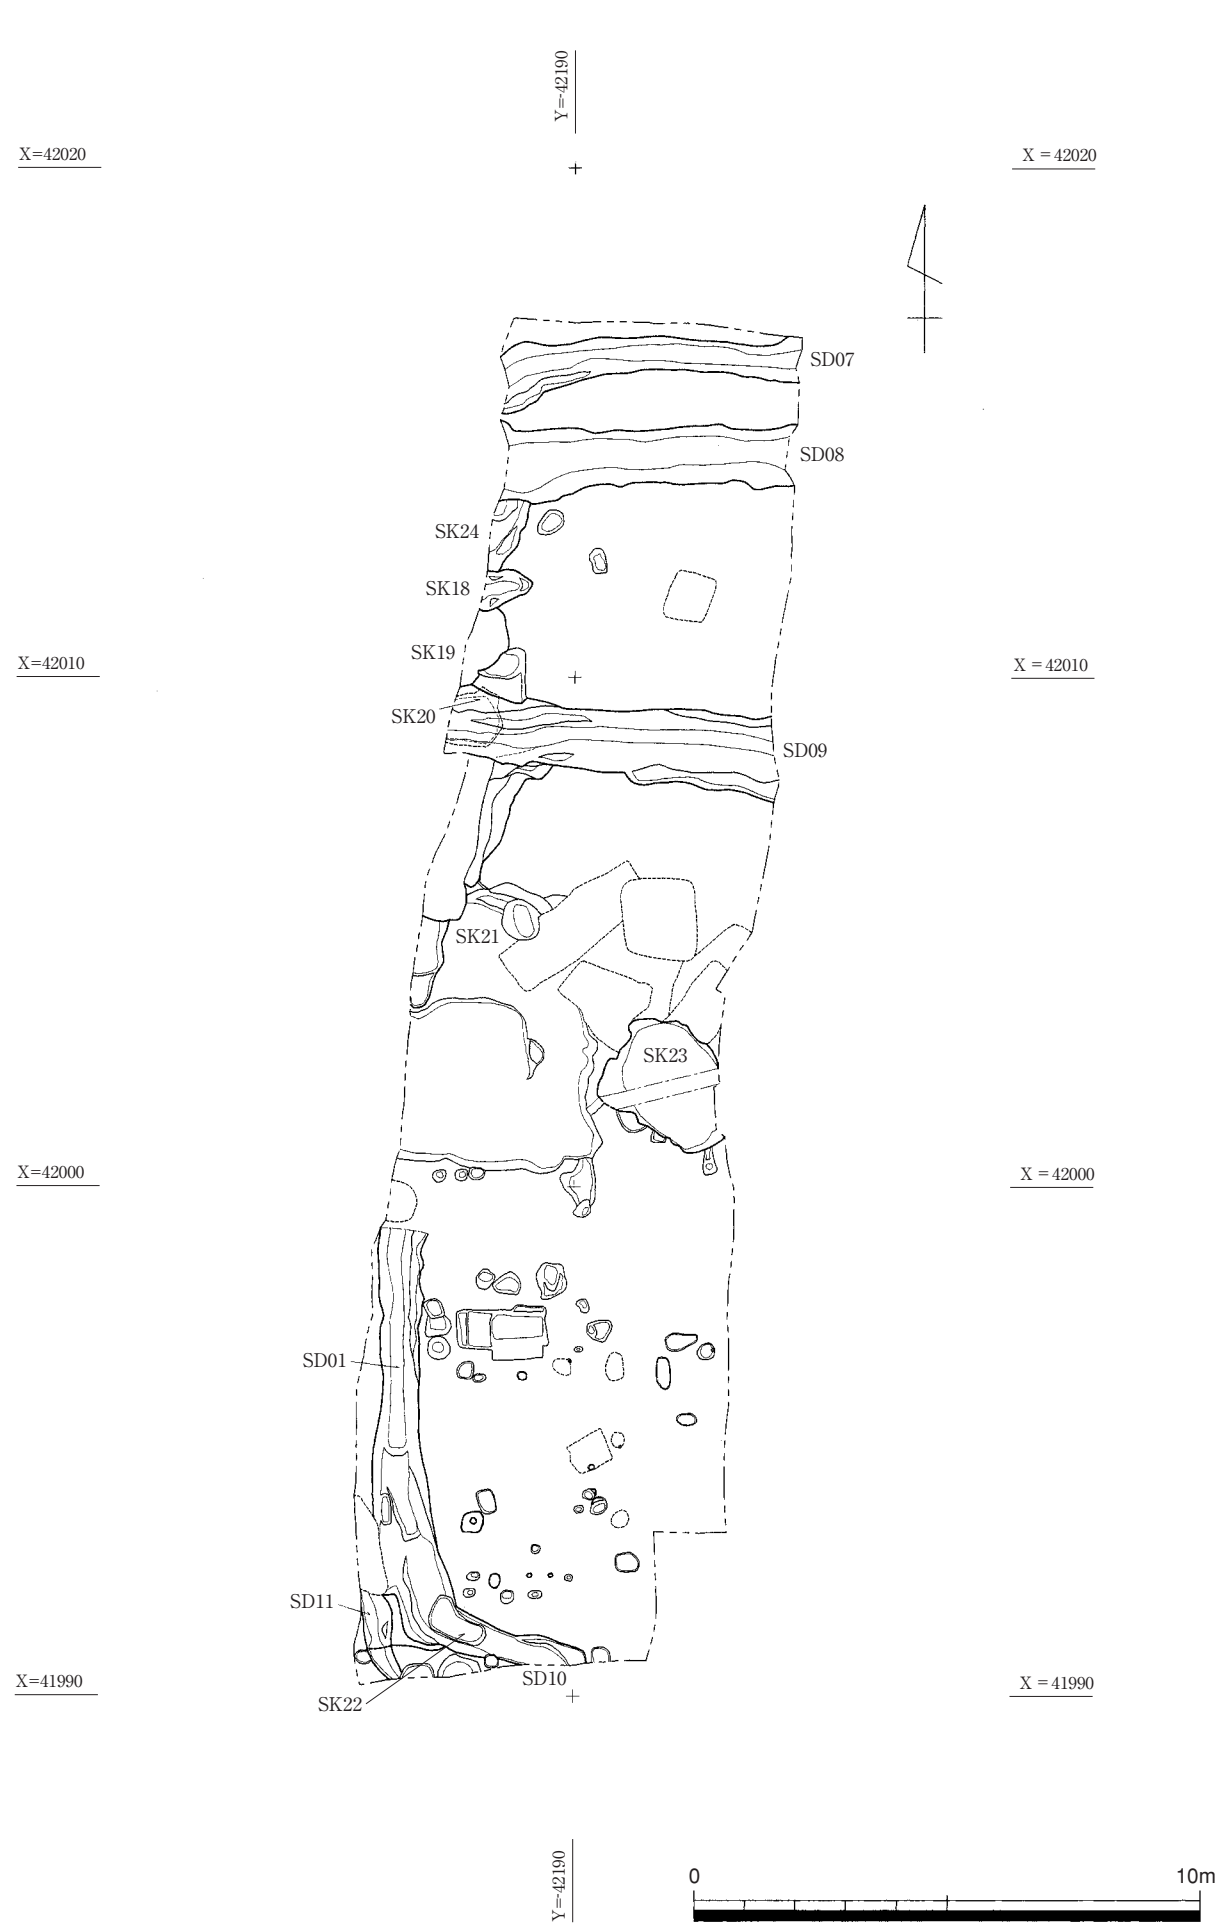 Y=-42190
X=42020
X = 42020
SD07
SD08
SK24
SK18
SK19
X=42010
X = 42010
SK20
SD09
SK21
SK23
X=42000
X = 42000
SD01
SD11
SD10
X=41990
X = 41990
SK22
Y=-42190
0
10m